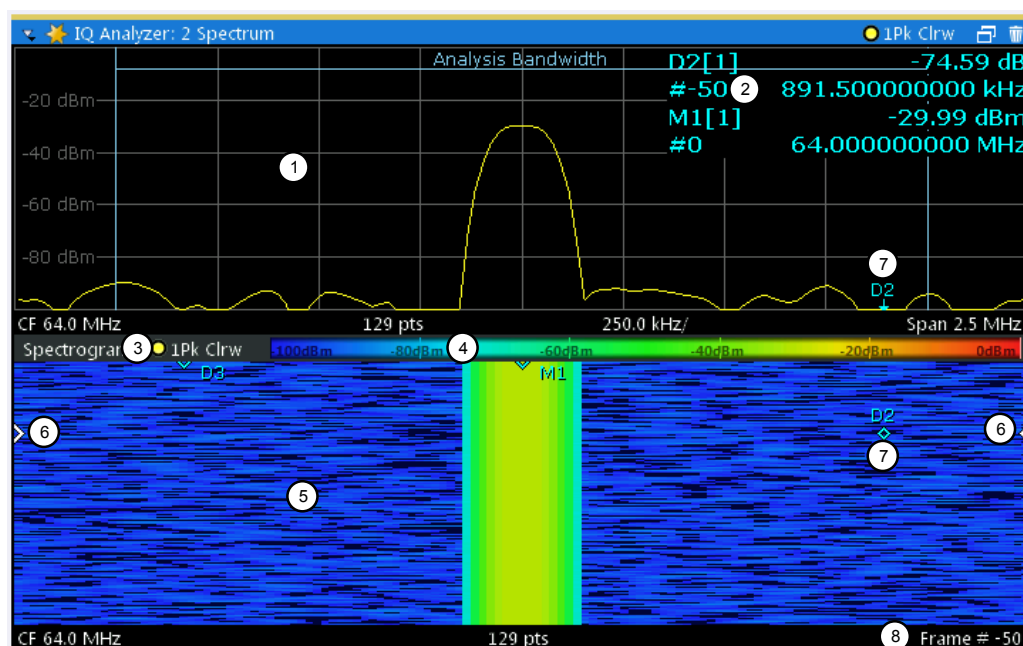 IQ Analyzer: 2 Spectrum 1Pk Clrw
Analysis Bandwidth
D2[1] -74.59 dB
#-50 2 891.500000000 kHz
M1[1] -29.99 dBm
#0 64.000000000 MHz
-20 dBm
-40 dBm
1
-60 dBm
-80 dBm
7
D2
CF 64.0 MHz 129 pts 250.0 kHz/ Span 2.5 MHz
Spectrogra 3 1Pk Clrw -100dBm -80dBm 4 -60dBm -40dBm -20dBm 0dBm
D3 M1
D2
6 6
7
5
CF 64.0 MHz 129 pts 8 Frame # -50